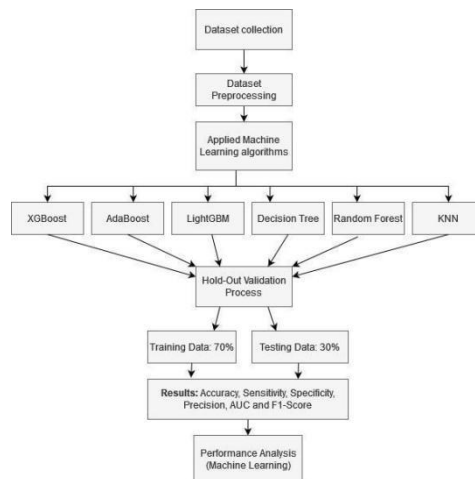 Dataset collection
Dataset
Preprocessing
Applied Machine
Learning algorithms
XGBoost
AdaBoost
LightGBM
Decision Tree
Random Forest
KNN
Hold-Out Validation
Process
Training Data: 70%
Testing Data: 30%
Results: Accuracy, Sensitivity, Specificity,
Precision, AUC and F1-Score
Performance Analysis
(Machine Learning)